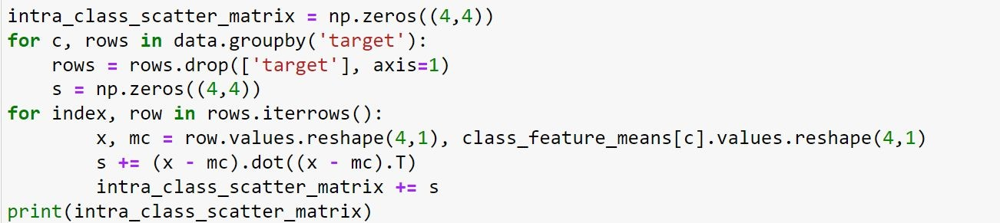 intra_class_scatter_matrix = np.zeros((4,4))
for c, rows in data.groupby('target'):
    rows = rows.drop(['target'], axis=1)
    s = np.zeros((4,4))
for index, row in rows.iterrows():
        x, mc = row.values.reshape(4,1), class_feature_means[c].values.reshape(4,1)
        s += (x - mc).dot((x - mc).T)
        intra_class_scatter_matrix += s
print(intra_class_scatter_matrix)